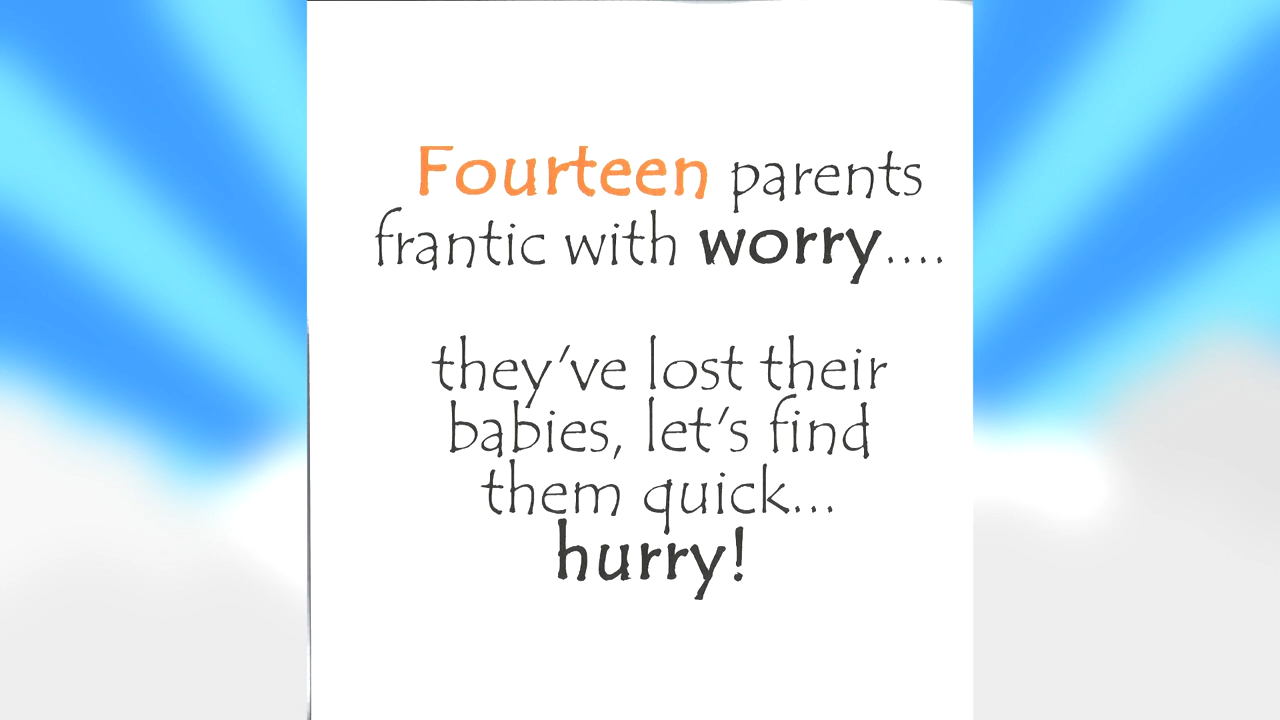 Fourteen parents
frantic with worry....
they've lost their
babies, let's find
them quick...
hurry!